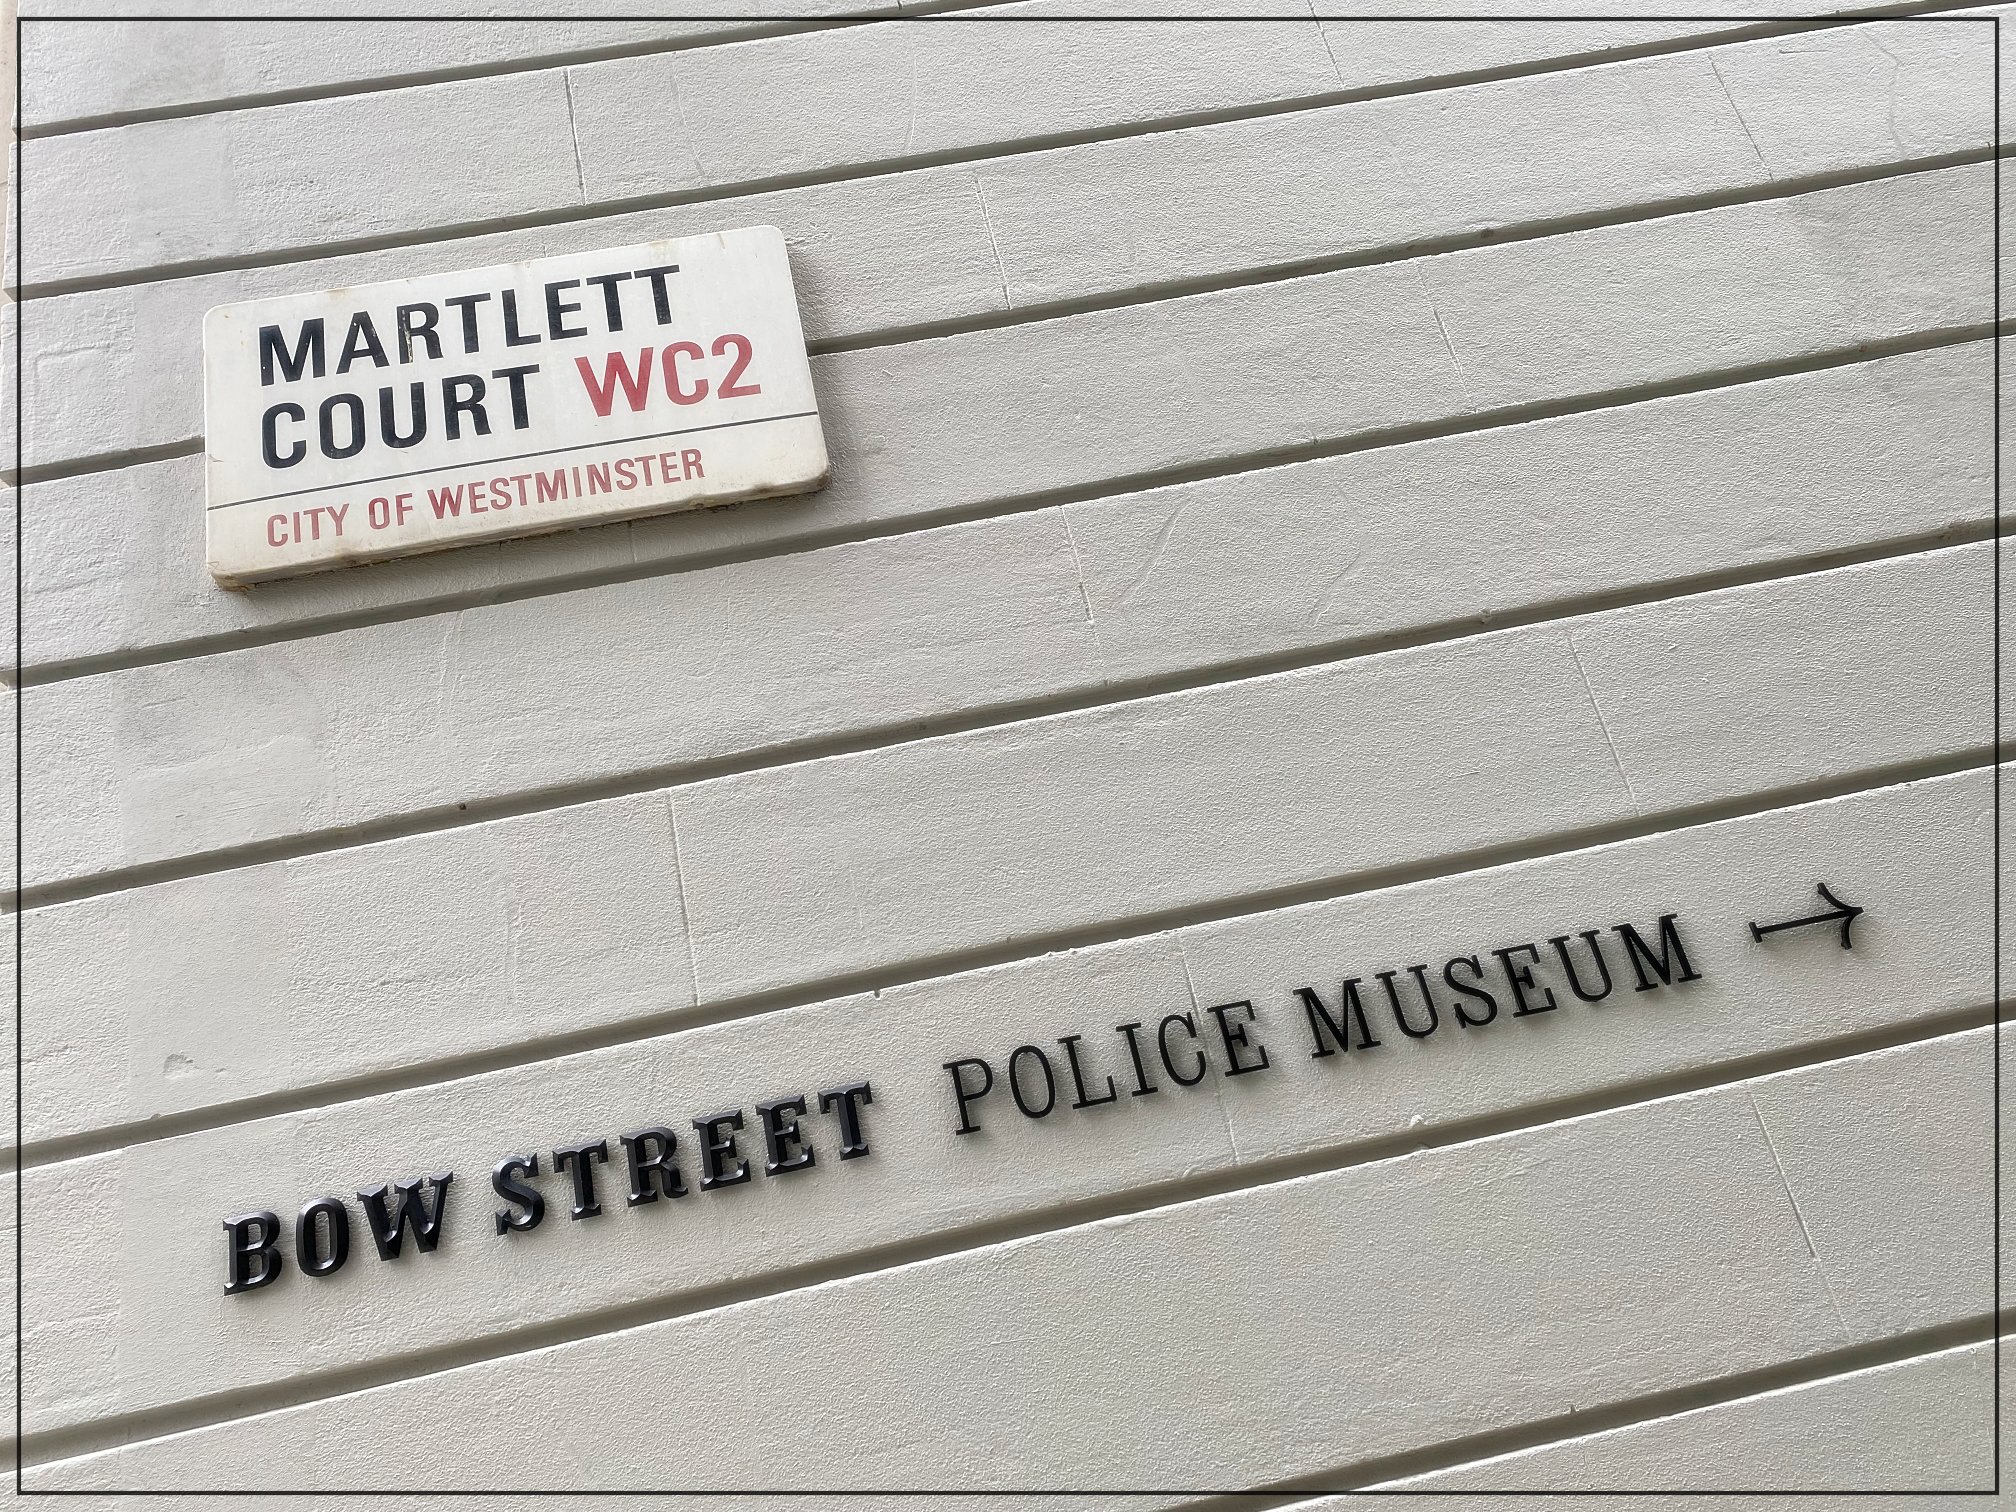 MARTLETT
COURT WC2
CITY OF WESTMINSTER
BOW STREET POLICE MUSEUM →